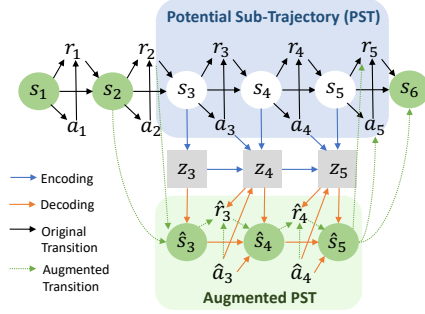 Potential Sub-Trajectory (PST)
r₁ r₂ r₃ r₄ r₅
s₁ s₂ s₃ s₄ s₅ s₆
a₁ a₂ a₃ a₄ a₅
z₃ z₄ z₅
Encoding
Decoding
Original
Transition
Augmented
Transition
r̂₃ r̂₄
ŝ₃ ŝ₄ ŝ₅
â₃ â₄
Augmented PST